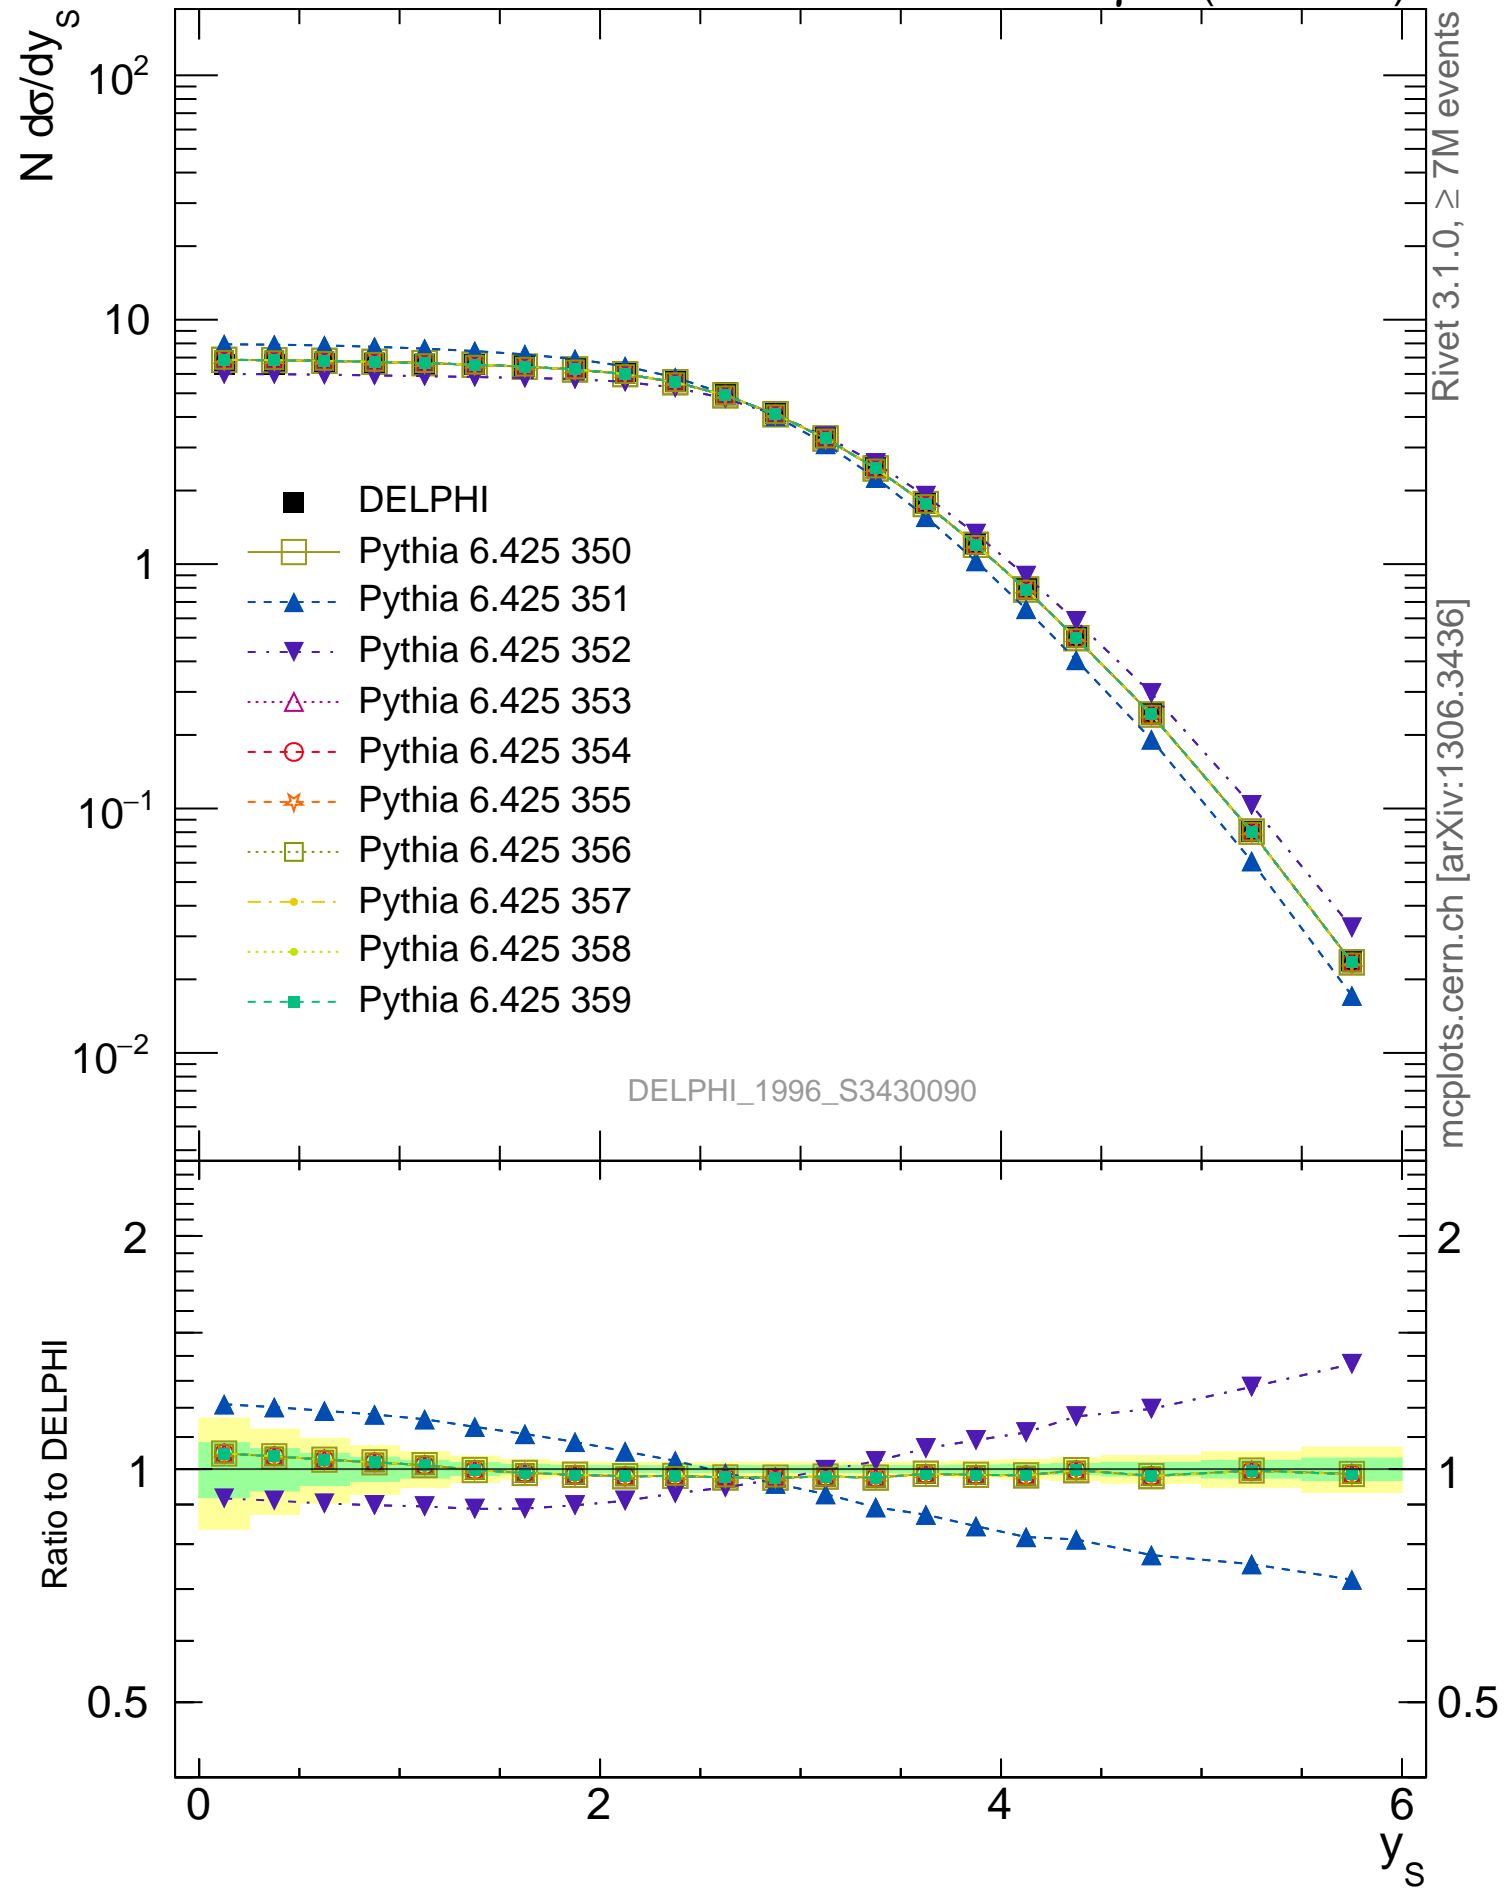 N dσ/dy_S
10^2
10
1
10^−1
10^−2
DELPHI
Pythia 6.425 350
Pythia 6.425 351
Pythia 6.425 352
Pythia 6.425 353
Pythia 6.425 354
Pythia 6.425 355
Pythia 6.425 356
Pythia 6.425 357
Pythia 6.425 358
Pythia 6.425 359
DELPHI_1996_S3430090
Rivet 3.1.0, ≥ 7M events
mcplots.cern.ch [arXiv:1306.3436]
Ratio to DELPHI
2
1
0.5
2
1
0.5
0
2
4
6
y_S